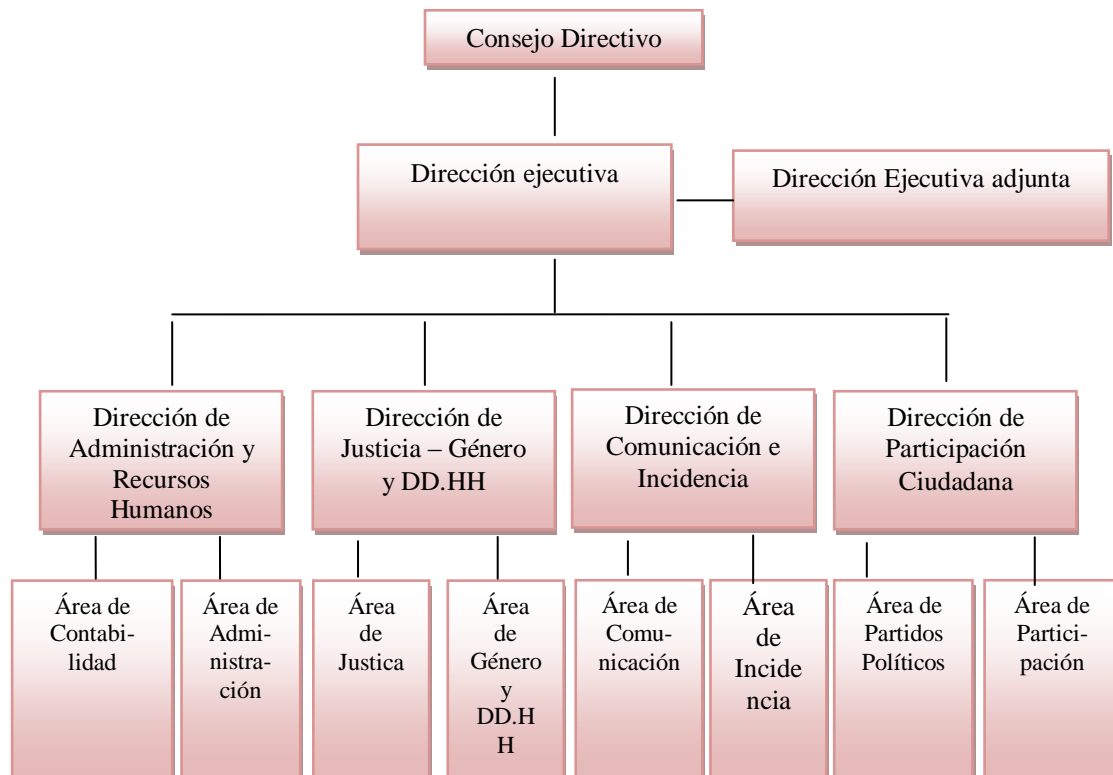 Consejo Directivo
Dirección ejecutiva
Dirección Ejecutiva adjunta
Dirección de
Administración y
Recursos
Humanos
Dirección de
Justicia – Género
y DD.HH
Dirección de
Comunicación e
Incidencia
Dirección de
Participación
Ciudadana
Área de
Contabi-
lidad
Área de
Admi-
nistra-
ción
Área
de
Justica
Área
de
Género
y
DD.H
H
Área de
Comu-
nicación
Área
de
Incide
ncia
Área de
Partidos
Políticos
Área de
Partici-
pación